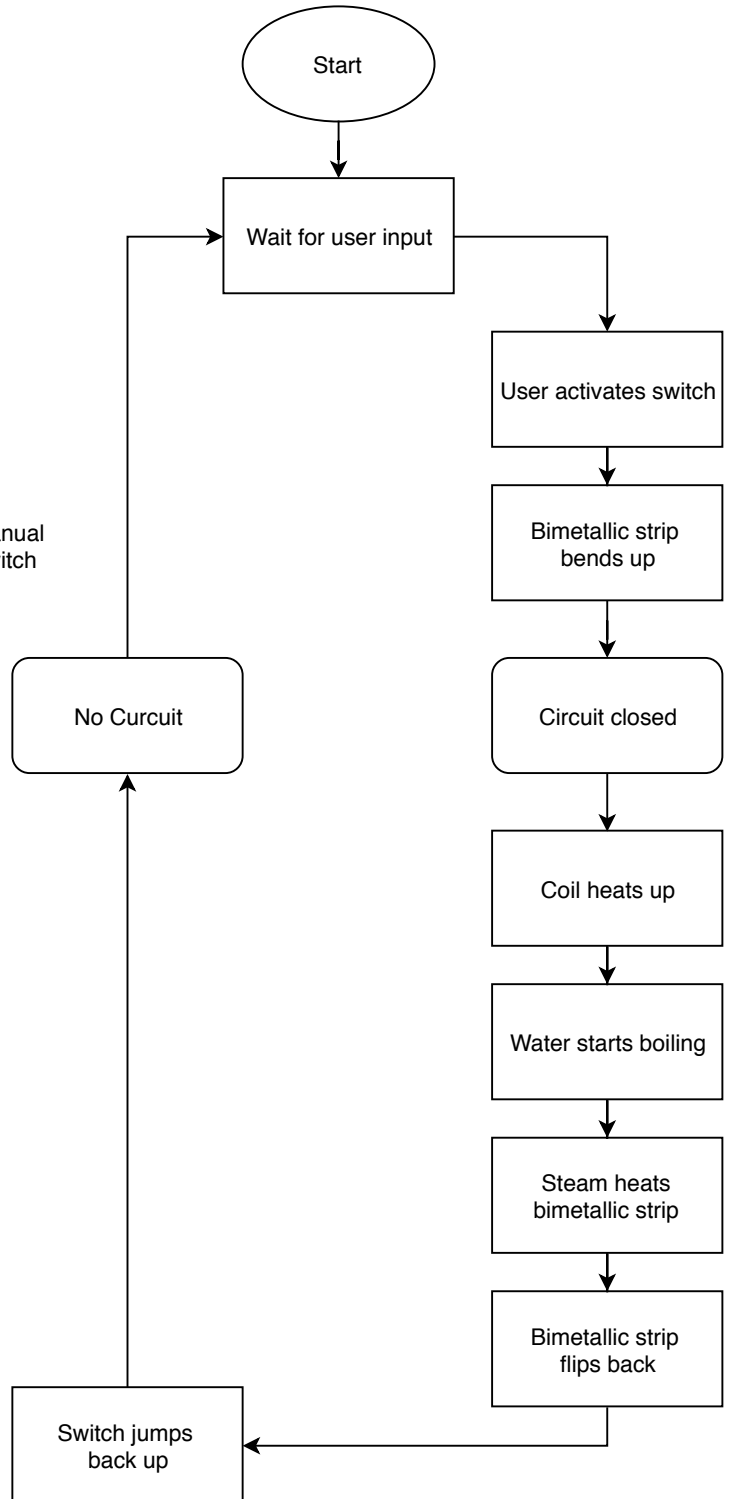 Start
Wait for user input
User activates switch
Bimetallic strip
bends up
No Curcuit
Circuit closed
Coil heats up
Water starts boiling
Steam heats
bimetallic strip
Bimetallic strip
flips back
Switch jumps
back up